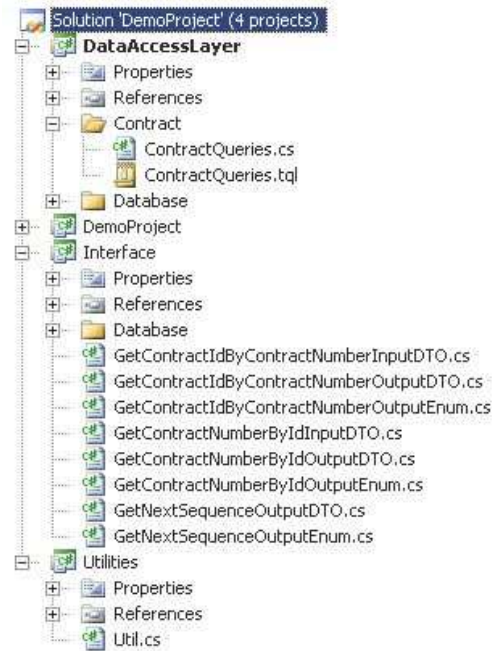 Solution 'DemoProject' (4 projects)
DataAccessLayer
Properties
References
Contract
ContractQueries.cs
ContractQueries.tql
Database
DemoProject
Interface
Properties
References
Database
GetContractIdByContractNumberInputDTO.cs
GetContractIdByContractNumberOutputDTO.cs
GetContractIdByContractNumberOutputEnum.cs
GetContractNumberByIdInputDTO.cs
GetContractNumberByIdOutputDTO.cs
GetContractNumberByIdOutputEnum.cs
GetNextSequenceOutputDTO.cs
GetNextSequenceOutputEnum.cs
Utilities
Properties
References
Util.cs